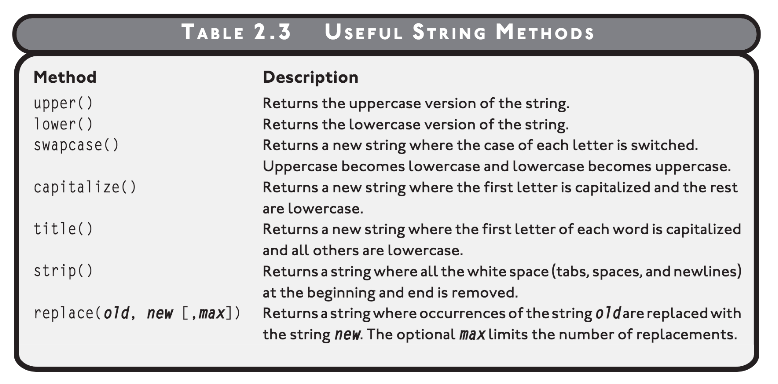 TABLE 2.3 USEFUL STRING METHODS
Method Description
upper() Returns the uppercase version of the string.
lower() Returns the lowercase version of the string.
swapcase() Returns a new string where the case of each letter is switched.
Uppercase becomes lowercase and lowercase becomes uppercase.
capitalize() Returns a new string where the first letter is capitalized and the rest
are lowercase.
title() Returns a new string where the first letter of each word is capitalized
and all others are lowercase.
strip() Returns a string where all the white space (tabs, spaces, and newlines)
at the beginning and end is removed.
replace(old, new [,max]) Returns a string where occurrences of the string old are replaced with
the string new. The optional max limits the number of replacements.